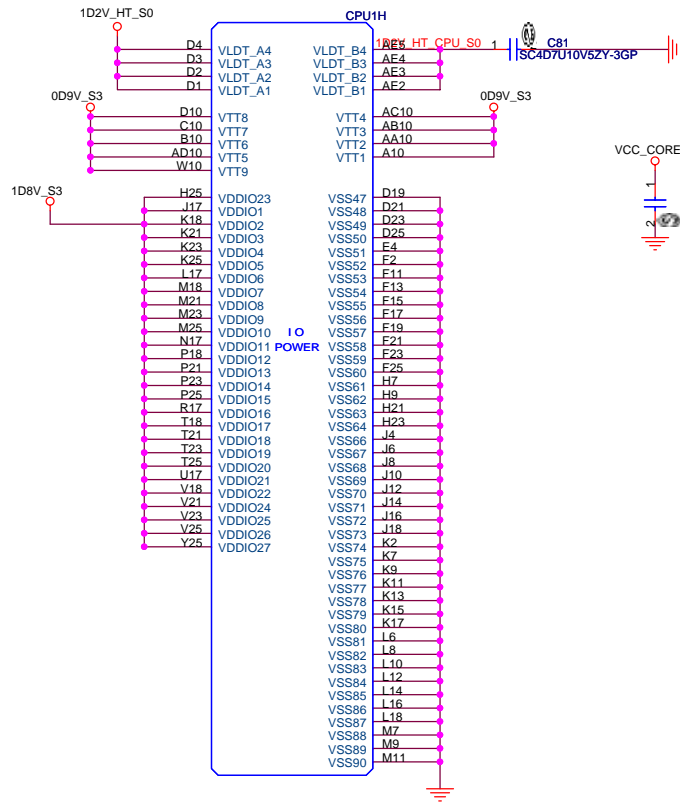 1D2V_HT_S0
CPU1H
D4 VLDT_A4 VLDT_B4 AE5 1D2V_HT_CPU_S0 1 C81
D3 VLDT_A3 VLDT_B3 AE4 SC4D7U10V5ZY-3GP
D2 VLDT_A2 VLDT_B2 AE3
D1 VLDT_A1 VLDT_B1 AE2
0D9V_S3 0D9V_S3
D10 VTT8 VTT4 AC10
C10 VTT7 VTT3 AB10
B10 VTT6 VTT2 AA10
AD10 VTT5 VTT1 A10
W10 VTT9
VCC_CORE
1
2
1D8V_S3
H25 VDDIO23 VSS47 D19
J17 VDDIO1 VSS48 D21
K18 VDDIO2 VSS49 D23
K21 VDDIO3 VSS50 D25
K23 VDDIO4 VSS51 E4
K25 VDDIO5 VSS52 F2
L17 VDDIO6 VSS53 F11
M18 VDDIO7 VSS54 F13
M21 VDDIO8 VSS55 F15
M23 VDDIO9 VSS56 F17
M25 VDDIO10 VSS57 F19
N17 VDDIO11 VSS58 F21
P18 VDDIO12 VSS59 F23
P21 VDDIO13 VSS60 F25
P23 VDDIO14 VSS61 H7
P25 VDDIO15 VSS62 H9
R17 VDDIO16 VSS63 H21
T18 VDDIO17 VSS64 H23
T21 VDDIO18 VSS66 J4
T23 VDDIO19 VSS67 J6
T25 VDDIO20 VSS68 J8
U17 VDDIO21 VSS69 J10
V18 VDDIO22 VSS70 J12
V21 VDDIO24 VSS71 J14
V23 VDDIO25 VSS72 J16
V25 VDDIO26 VSS73 J18
Y25 VDDIO27 VSS74 K2
VSS75 K7
VSS76 K9
VSS77 K11
VSS78 K13
VSS79 K15
VSS80 K17
VSS81 L6
VSS82 L8
VSS83 L10
VSS84 L12
VSS85 L14
VSS86 L16
VSS87 L18
VSS88 M7
VSS89 M9
VSS90 M11
I O
POWER